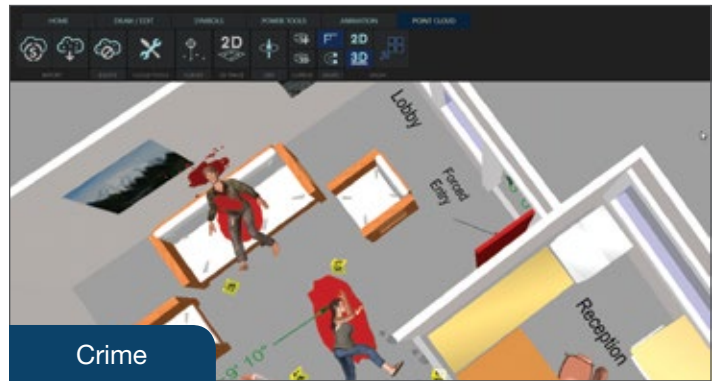 HOME DRAW / EDIT SYMBOLS POWER TOOLS ANIMATION POINT CLOUD
2D
2D
3D
IMPORT
Lobby
Forced
Entry
9' 10"
Reception
Crime